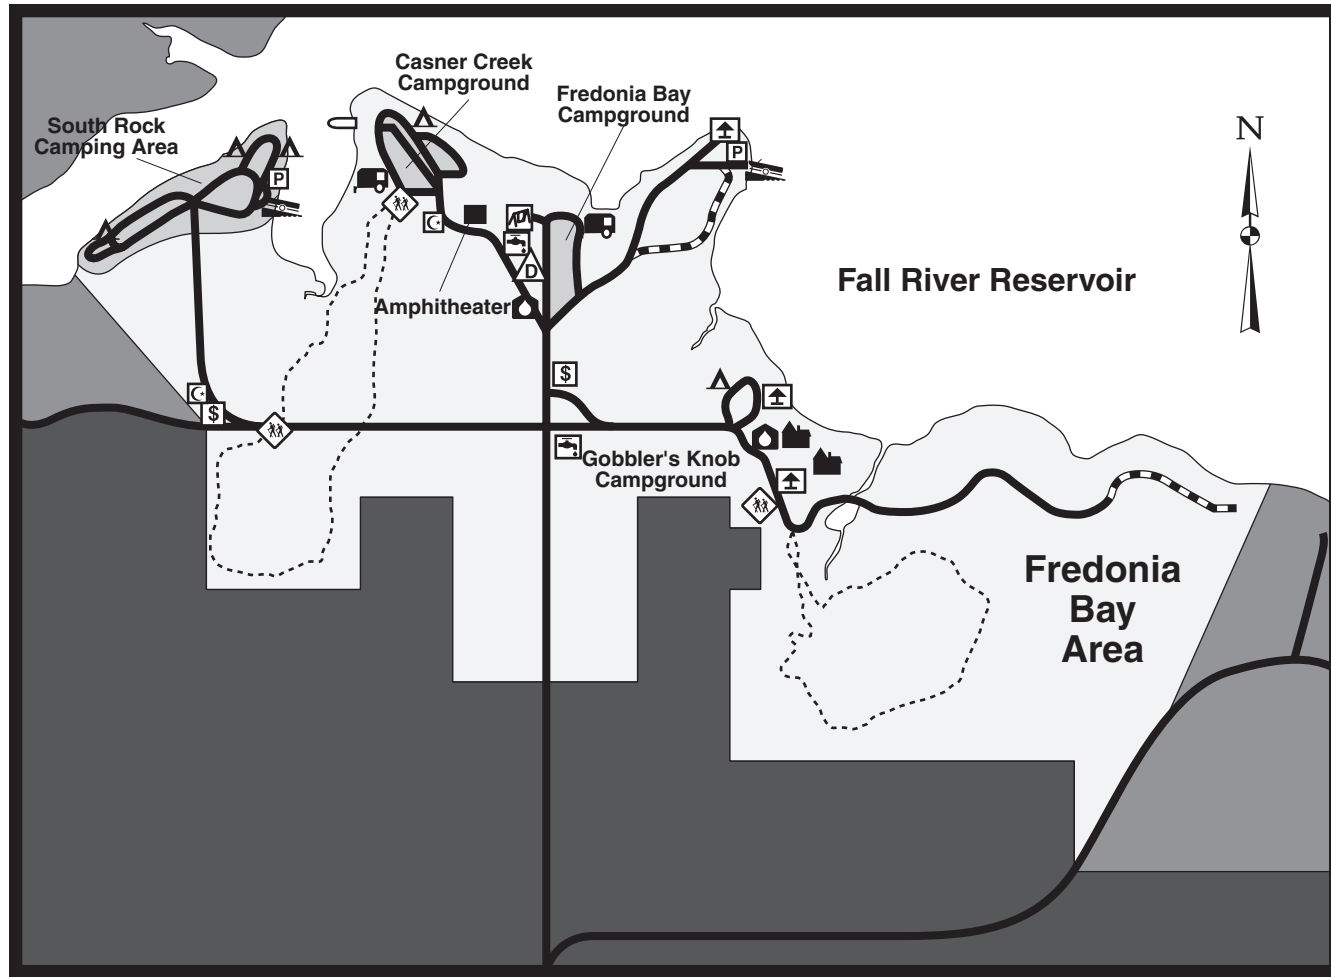 Casner Creek
Campground
Fredonia Bay
Campground
South Rock
Camping Area
N
P
P
D
Fall River Reservoir
Amphitheater
$
$
Gobbler's Knob
Campground
Fredonia
Bay
Area